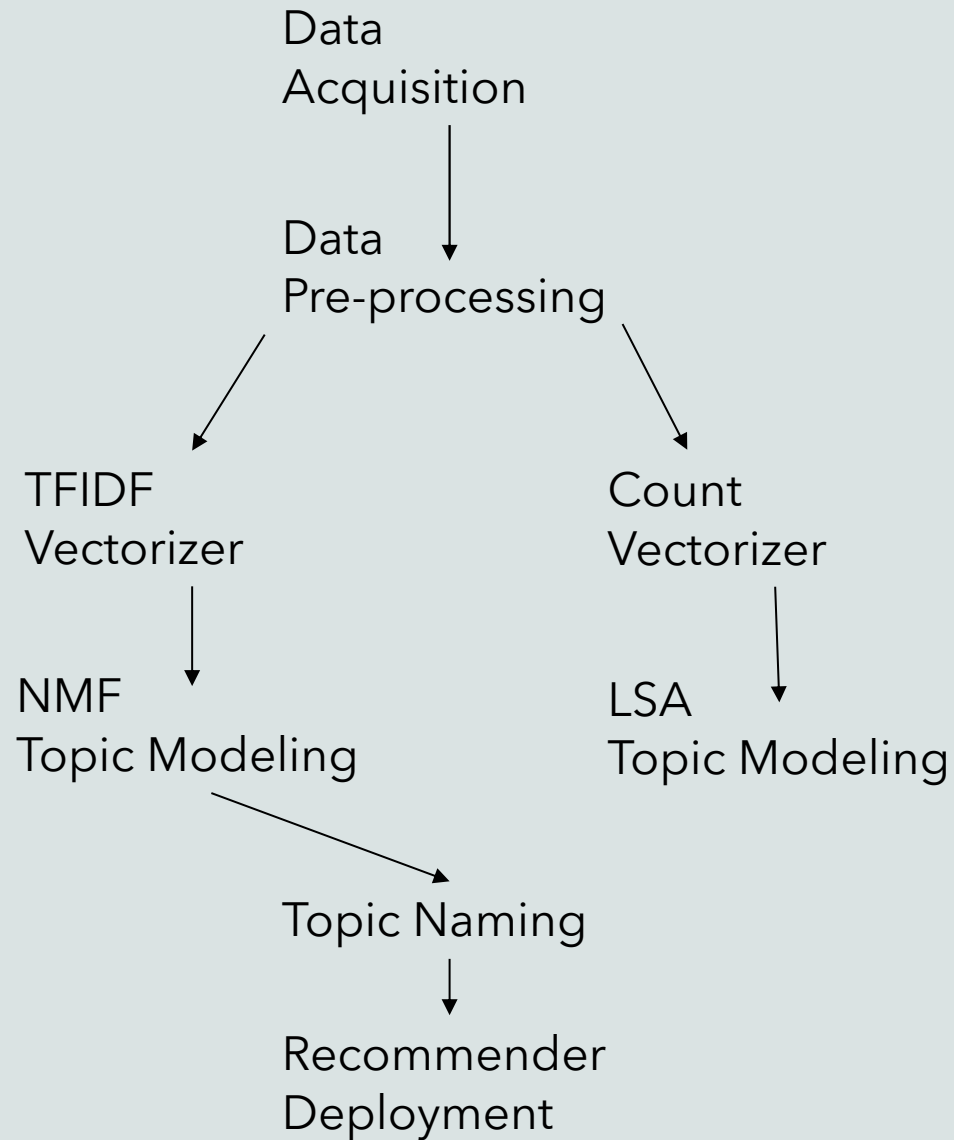 Data
Acquisition
Data
Pre-processing
TFIDF
Vectorizer
Count
Vectorizer
NMF
Topic Modeling
LSA
Topic Modeling
Topic Naming
Recommender
Deployment